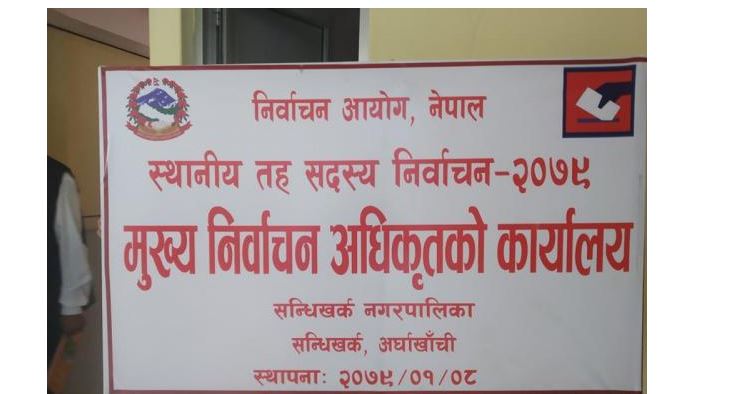 निर्वाचन आयोग, नेपाल
स्थानीय तह सदस्य निर्वाचन-२०७९
मुख्य निर्वाचन अधिकृतको कार्यालय
सन्धिखर्क नगरपालिका
सन्धिखर्क, अर्घाखाँची
स्थापनाः २०७९/०१/०८